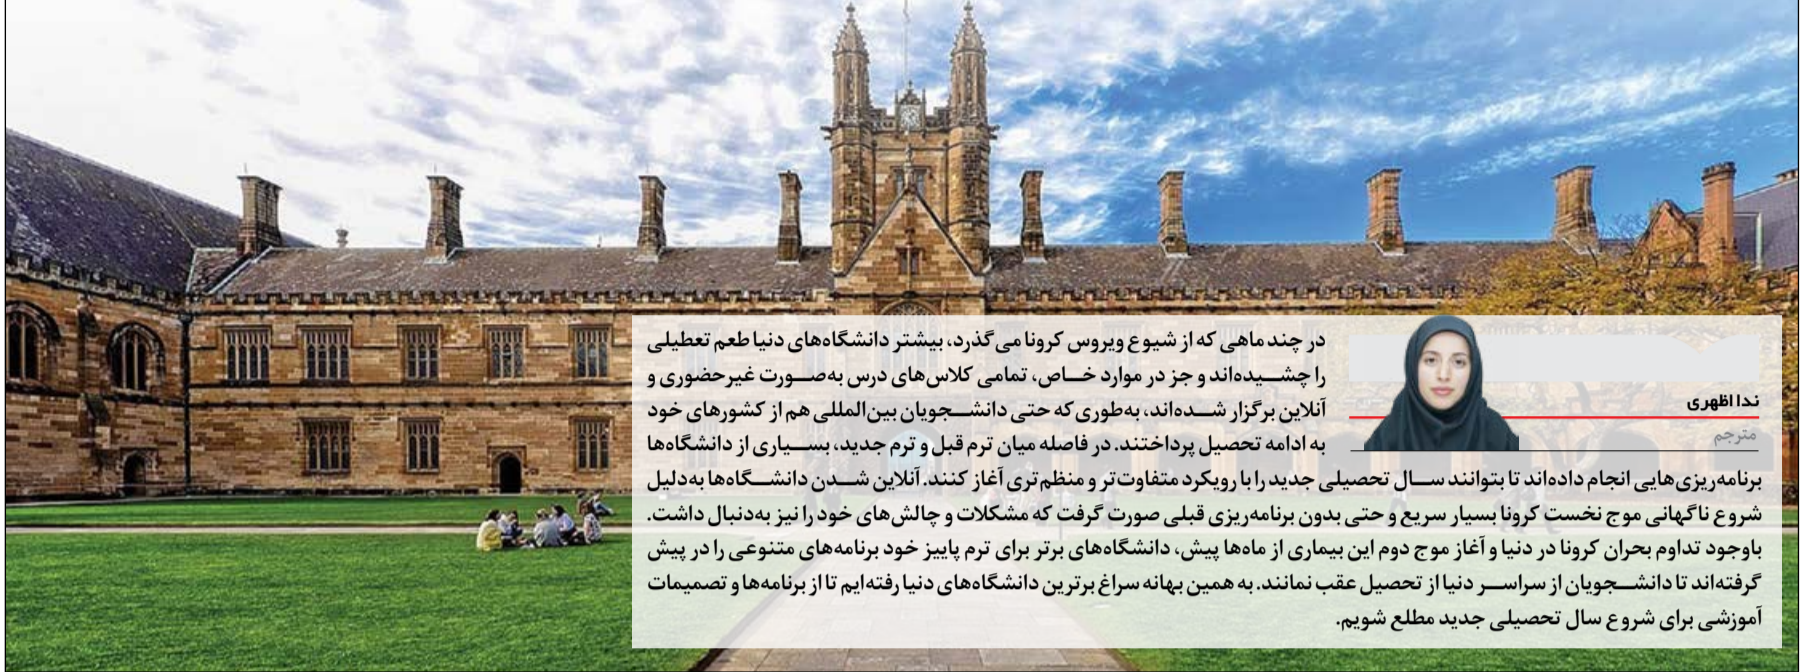 ندا اظهری
مترجم
در چند ماهی که از شیوع ویروس کرونا می‌گذرد، بیشتر دانشگاه‌های دنیا طعم تعطیلی
را چشیده‌اند و جز در موارد خاص، تمامی کلاس‌های درس به‌صورت غیرحضوری و
آنلاین برگزار شده‌اند، به‌طوری‌که حتی دانشجویان بین‌المللی هم از کشورهای خود
به ادامه تحصیل پرداختند. در فاصله میان ترم قبل و ترم جدید، بسیاری از دانشگاه‌ها
برنامه‌ریزی‌هایی انجام داده‌اند تا بتوانند سال تحصیلی جدید را با رویکرد متفاوت‌تر و منظم‌تری آغاز کنند. آنلاین شدن دانشگاه‌ها به‌دلیل
شروع ناگهانی موج نخست کرونا بسیار سریع و حتی بدون برنامه‌ریزی قبلی صورت گرفت که مشکلات و چالش‌های خود را نیز به‌دنبال داشت.
باوجود تداوم بحران کرونا در دنیا و آغاز موج دوم این بیماری از ماه‌ها پیش، دانشگاه‌های برتر برای ترم پاییز خود برنامه‌های متنوعی را در پیش
گرفته‌اند تا دانشجویان از سراسر دنیا از تحصیل عقب نمانند. به همین بهانه سراغ برترین دانشگاه‌های دنیا رفته‌ایم تا از برنامه‌ها و تصمیمات
آموزشی برای شروع سال تحصیلی جدید مطلع شویم.